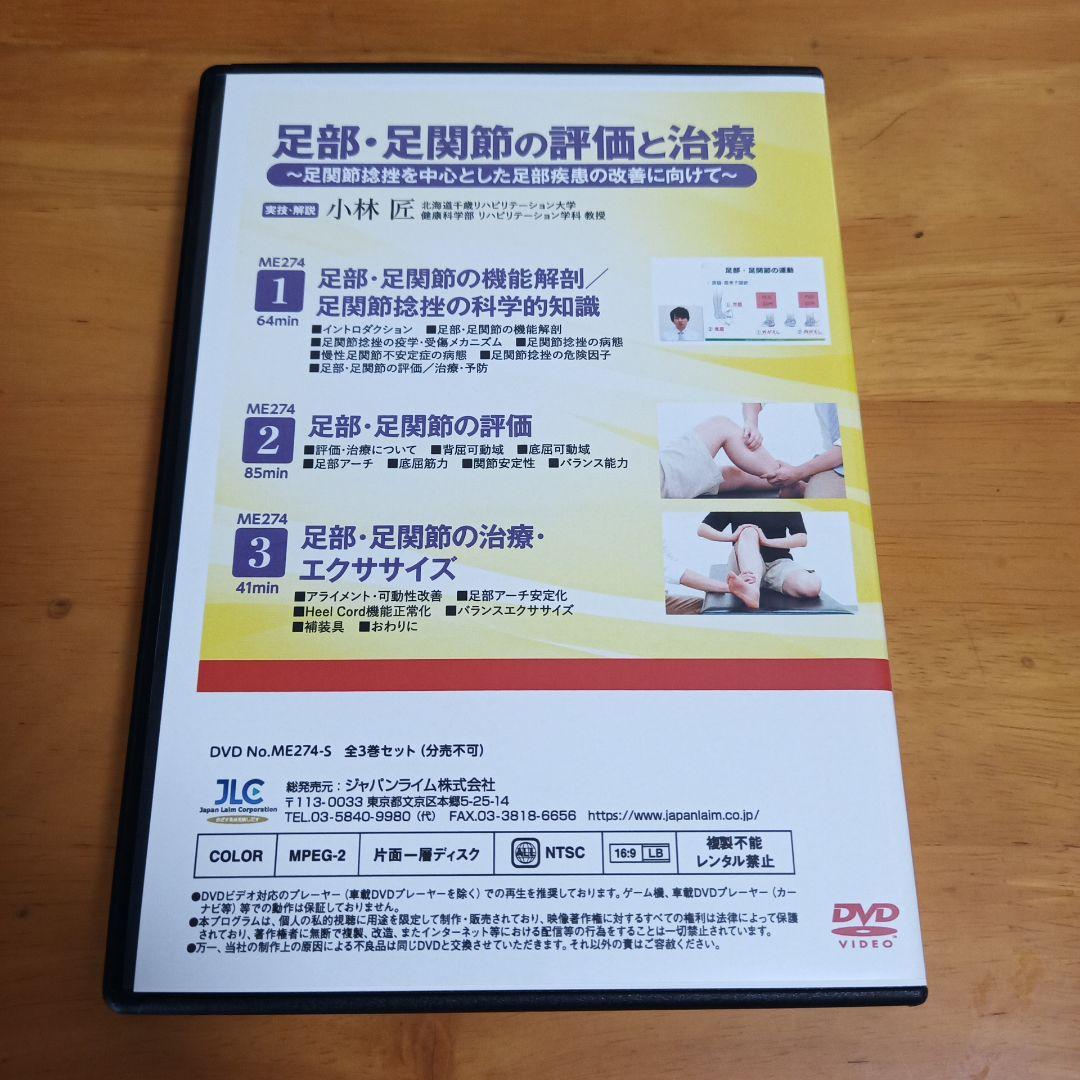 足部・足関節の評価と治療
～足関節捻挫を中心とした足部疾患の改善に向けて～
実技・解説 小林 匠 北海道千歳リハビリテーション大学
健康科学部 リハビリテーション学科 教授
ME274
1
64min
足部・足関節の機能解剖／
足関節捻挫の科学的知識
■イントロダクション ■足部・足関節の機能解剖
■足関節捻挫の疫学・受傷メカニズム ■足関節捻挫の病態
■慢性足関節不安定症の病態 ■足関節捻挫の危険因子
■足部・足関節の評価／治療・予防
足部・足関節の運動
ME274
2
85min
足部・足関節の評価
■評価・治療について ■背屈可動域 ■底屈可動域
■足部アーチ ■底屈筋力 ■関節安定性 ■バランス能力
ME274
3
41min
足部・足関節の治療・
エクササイズ
■アライメント・可動性改善 ■足部アーチ安定化
■Heel Cord機能正常化 ■バランスエクササイズ
■補装具 ■おわりに
DVD No.ME274-S 全3巻セット（分売不可）
JLC
Japan Laim Corporation
総発売元：ジャパンライム株式会社
〒113-0033 東京都文京区本郷5-25-14
TEL.03-5840-9980（代） FAX.03-3818-6656 https://www.japanlaim.co.jp/
COLOR MPEG-2 片面一層ディスク ALL NTSC 16:9 LB 複製不能
レンタル禁止
●DVDビデオ対応のプレーヤー（車載DVDプレーヤーを除く）での再生を推奨しております。ゲーム機、車載DVDプレーヤー（カー
ナビ等）等での動作は保証しておりません。
●本プログラムは、個人の私的視聴に用途を限定して制作・販売されており、映像著作権に対するすべての権利は法律によって保護
されており、著作権者に無断で複製、改造、またインターネット等における配信等の行為をすることは一切禁止されています。
●万一、当社の制作上の原因による不良品は同じDVDと交換させていただきます。それ以外の責はご容赦ください。
DVD
VIDEO